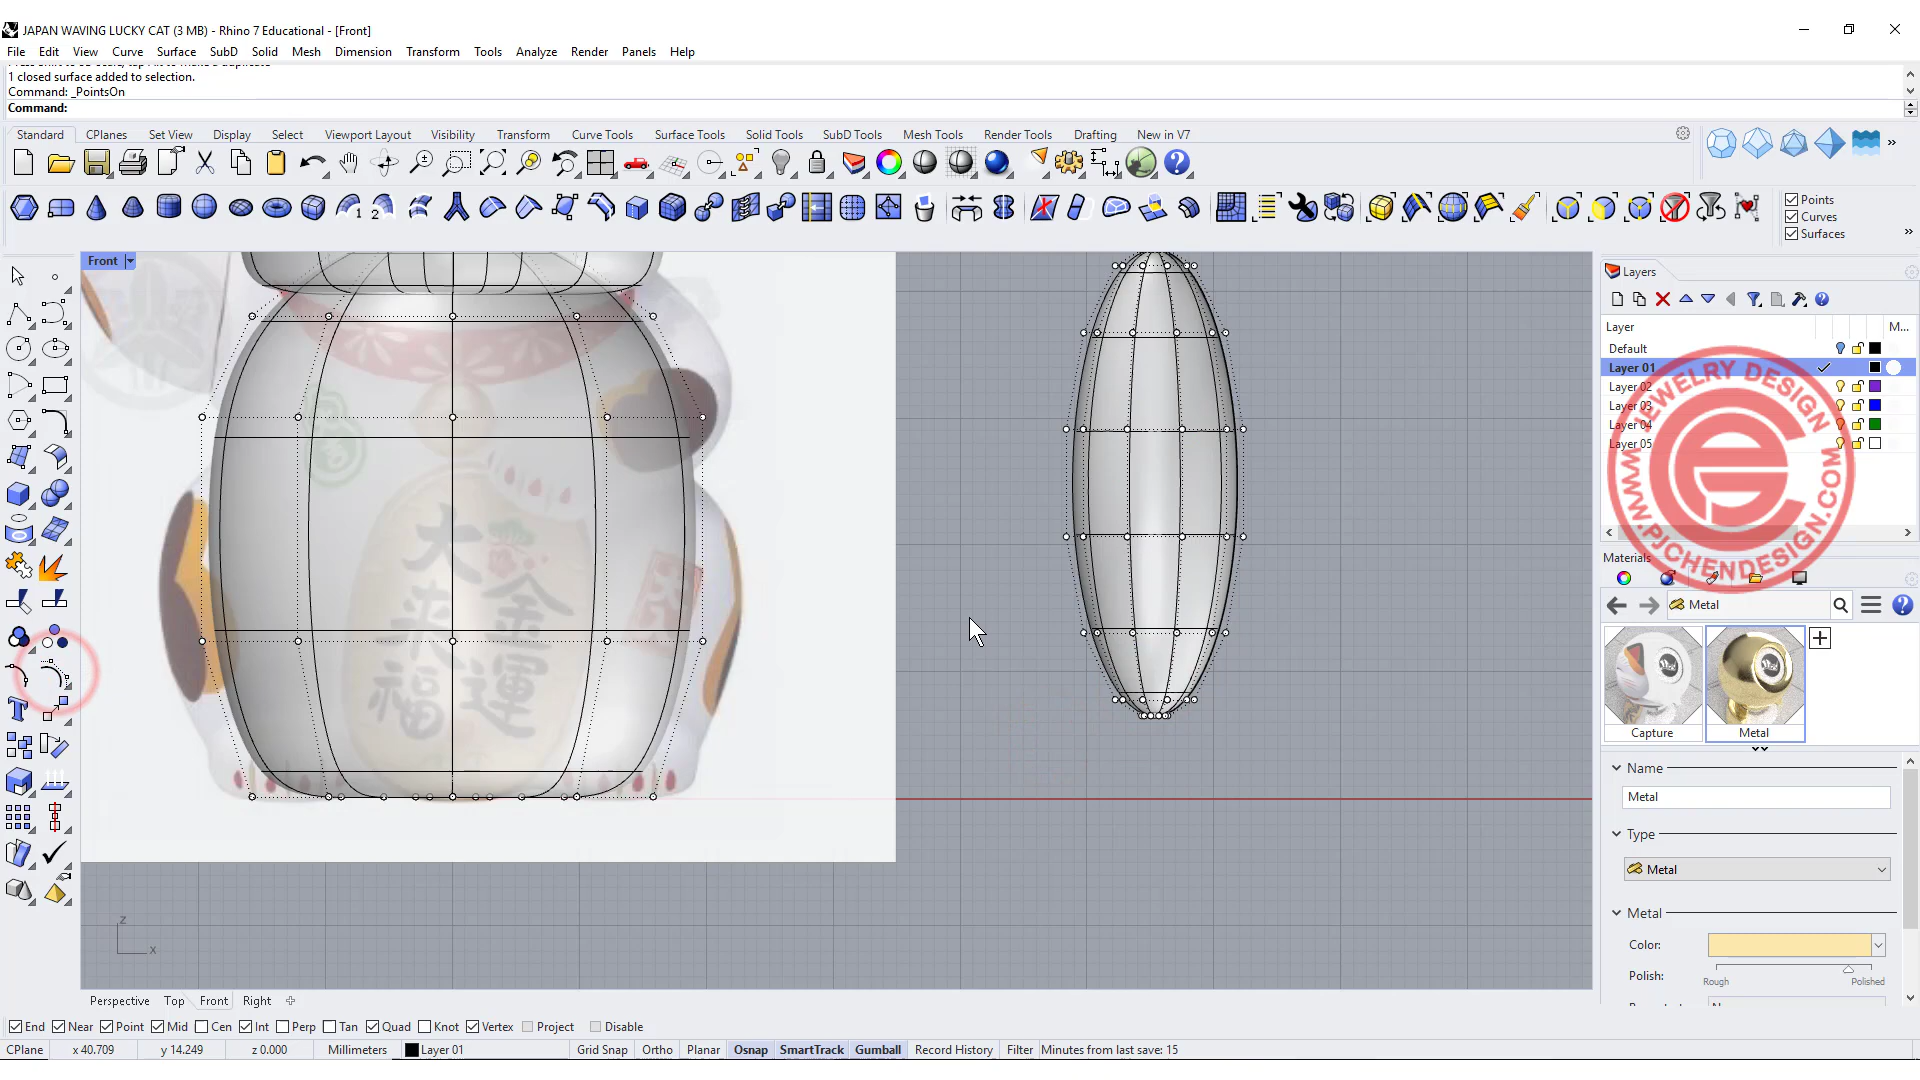 JAPAN WAVING LUCKY CAT (3 MB) - Rhino 7 Educational - [Front]
File Edit View Curve Surface SubD Solid Mesh Dimension Transform Tools Analyze Render Panels Help
1 closed surface added to selection.
Command: _PointsOn
Command:
Standard CPlanes Set View Display Select Viewport Layout Visibility Transform Curve Tools Surface Tools Solid Tools SubD Tools Mesh Tools Render Tools Drafting New in V7
Points
Curves
Surfaces
Front
Layers
Layer M...
Default
Layer 01
Layer 02
Layer 03
Layer 04
Layer 05
JEWELRY DESIGN
WWW.PJCHENDESIGN.COM
大
金
来
運
福
Materials
Metal
Capture Metal
Name
Metal
Type
Metal
Metal
Color:
Polish:
Rough Polished
z
x
Perspective Top Front Right
End Near Point Mid Cen Int Perp Tan Quad Knot Vertex Project Disable
CPlane x 40.709 y 14.249 z 0.000 Millimeters Layer 01 Grid Snap Ortho Planar Osnap SmartTrack Gumball Record History Filter Minutes from last save: 15